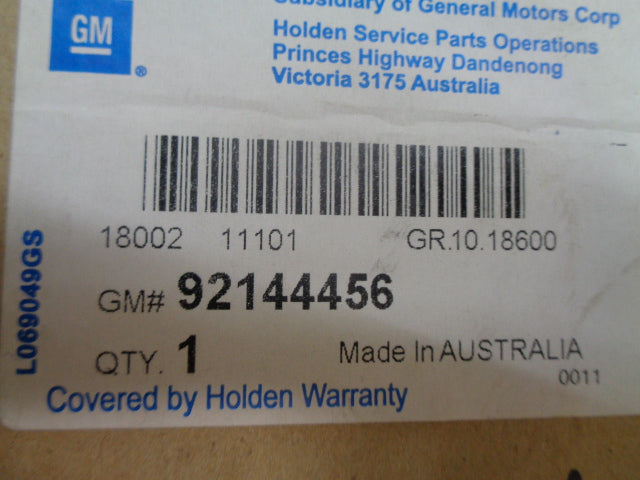 GM
®
Subsidiary of General Motors Corp
Holden Service Parts Operations
Princes Highway Dandenong
Victoria 3175 Australia
18002 11101 GR.10.18600
GM# 92144456
QTY. 1 Made In AUSTRALIA
0011
Covered by Holden Warranty
L069049GS